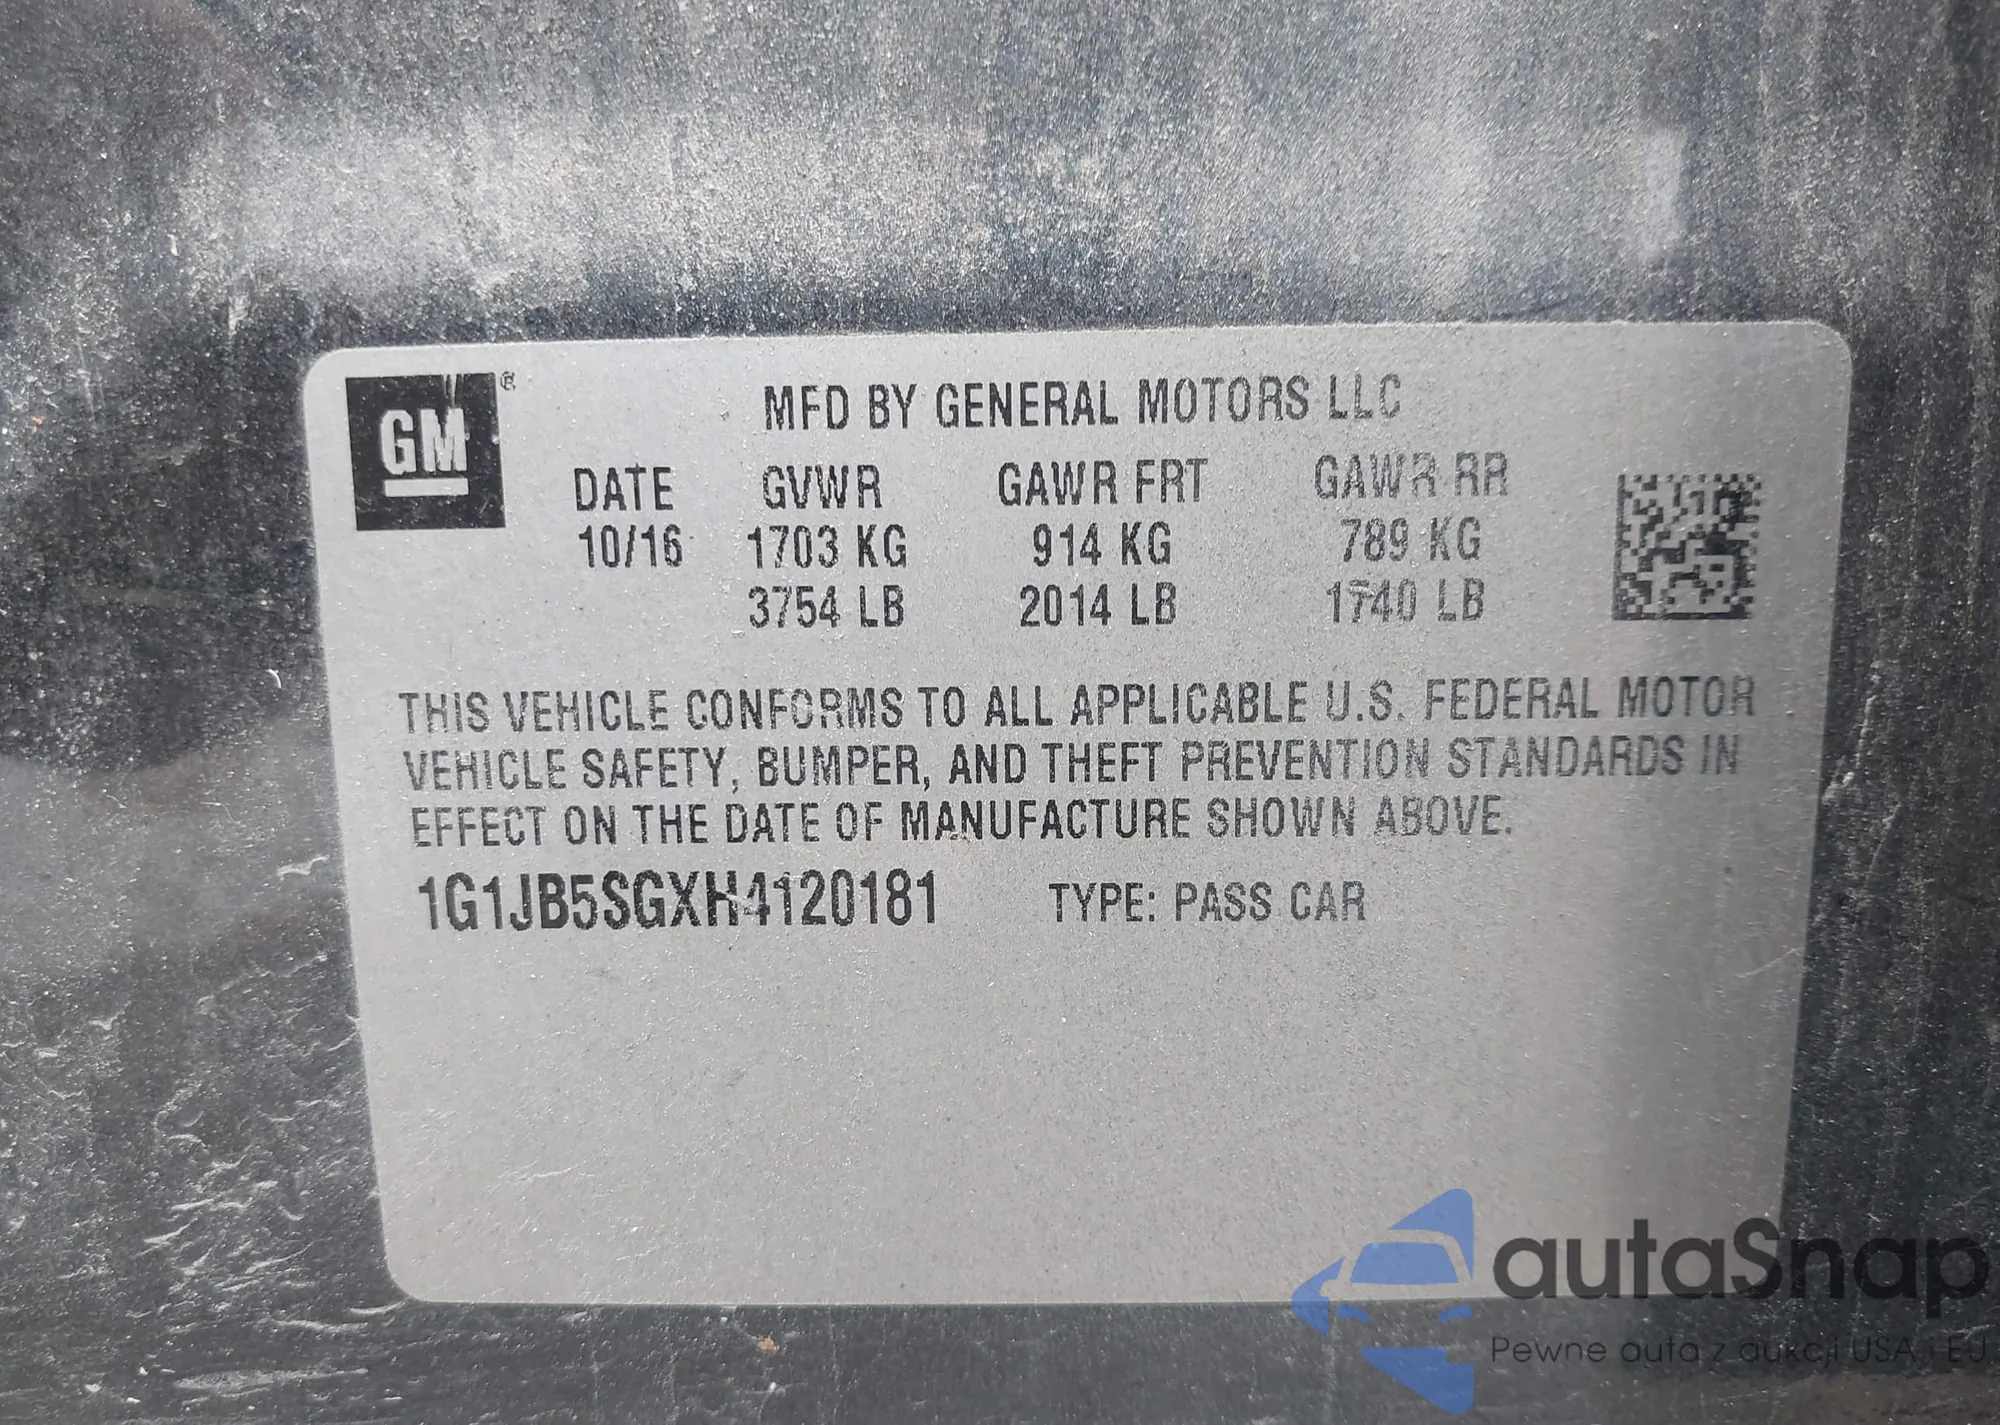 GM ®
MFD BY GENERAL MOTORS LLC
DATE GVWR GAWR FRT GAWR RR
10/16 1703 KG 914 KG 789 KG
3754 LB 2014 LB 1740 LB
THIS VEHICLE CONFORMS TO ALL APPLICABLE U.S. FEDERAL MOTOR
VEHICLE SAFETY, BUMPER, AND THEFT PREVENTION STANDARDS IN
EFFECT ON THE DATE OF MANUFACTURE SHOWN ABOVE.
1G1JB5SGXH4120181 TYPE: PASS CAR
autaSnap
Pewne auta z aukcji USA i EU